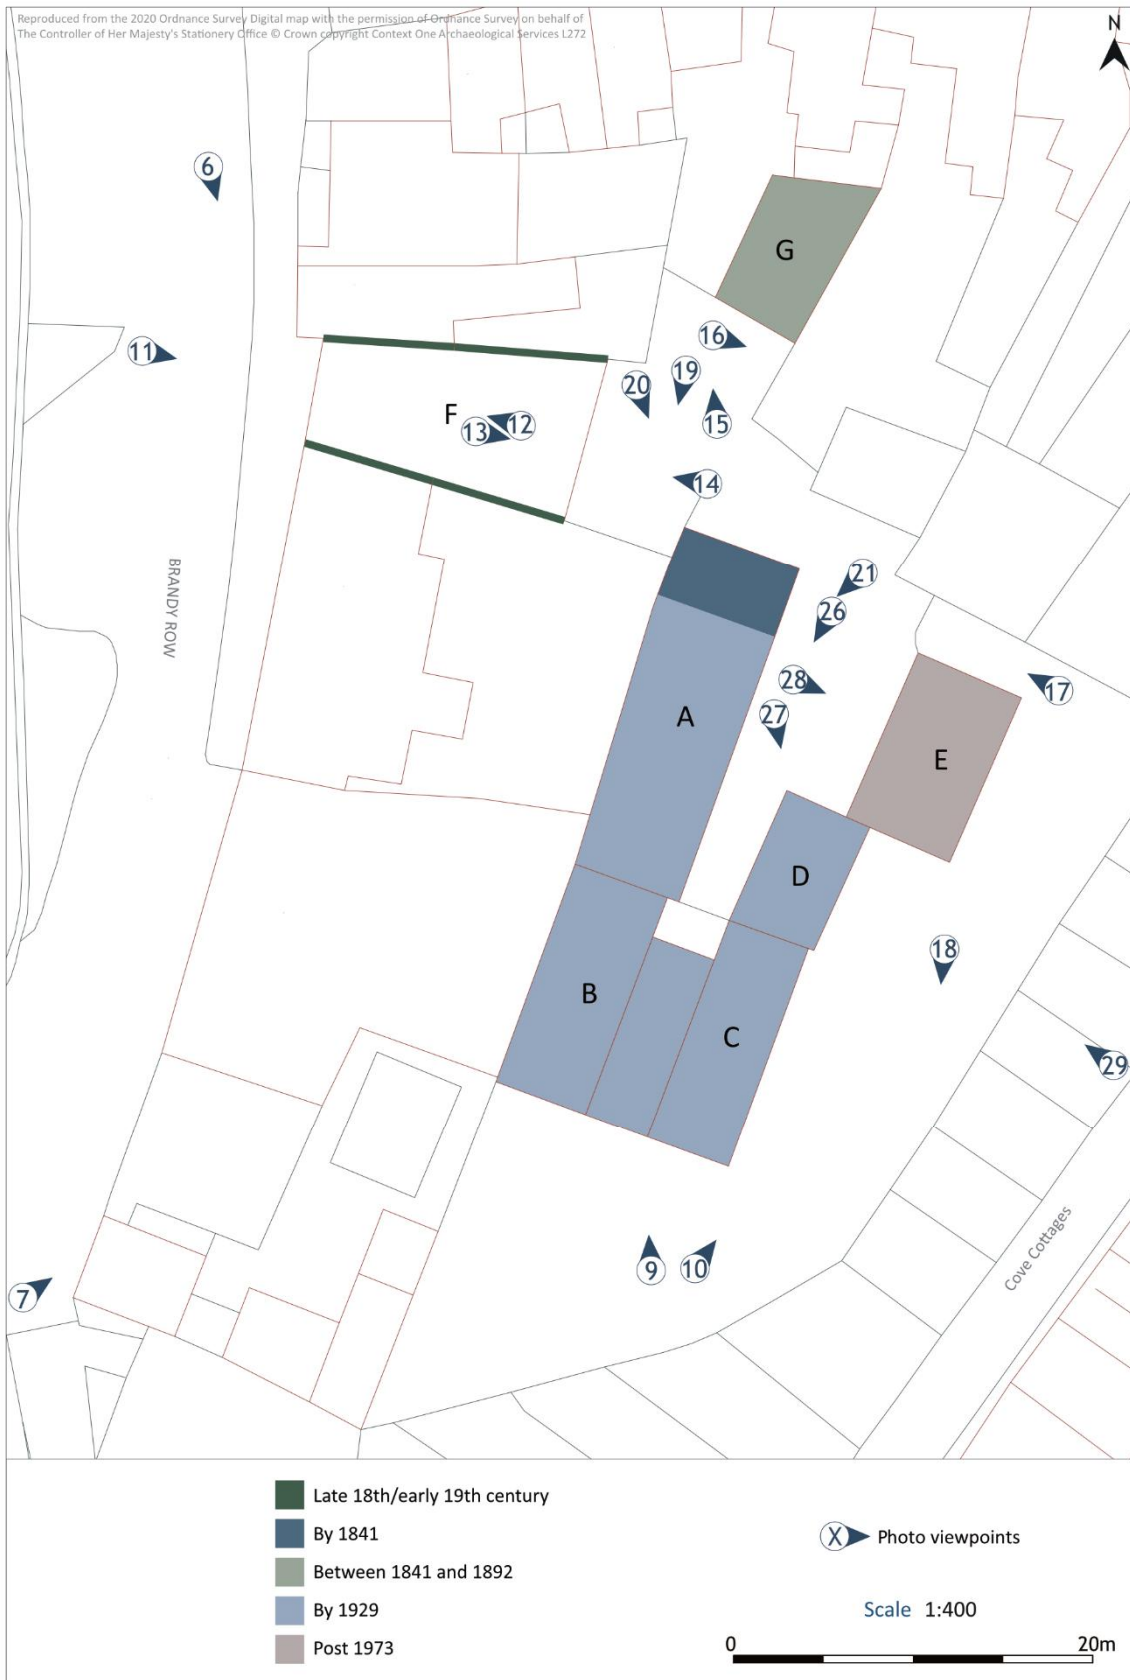 Reproduced from the 2020 Ordnance Survey Digital map with the permission of Ordnance Survey on behalf of
The Controller of Her Majesty's Stationery Office © Crown copyright Context One Archaeological Services L272
N
6
G
11
16
19
20
F
12
13
15
14
BRANDY ROW
21
26
28
17
27
A
E
D
18
B
C
29
Cove Cottages
9
10
7
Late 18th/early 19th century
By 1841
X Photo viewpoints
Between 1841 and 1892
By 1929
Scale 1:400
Post 1973
0 20m